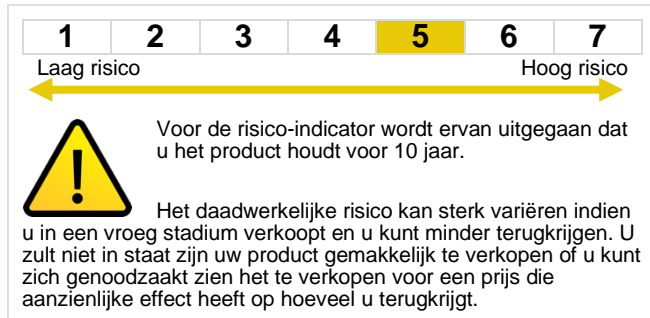 1 2 3 4 5 6 7
Laag risico Hoog risico
Voor de risico-indicator wordt ervan uitgegaan dat
u het product houdt voor 10 jaar.
Het daadwerkelijke risico kan sterk variëren indien
u in een vroeg stadium verkoopt en u kunt minder terugkrijgen. U
zult niet in staat zijn uw product gemakkelijk te verkopen of u kunt
zich genoodzaakt zien het te verkopen voor een prijs die
aanzienlijke effect heeft op hoeveel u terugkrijgt.